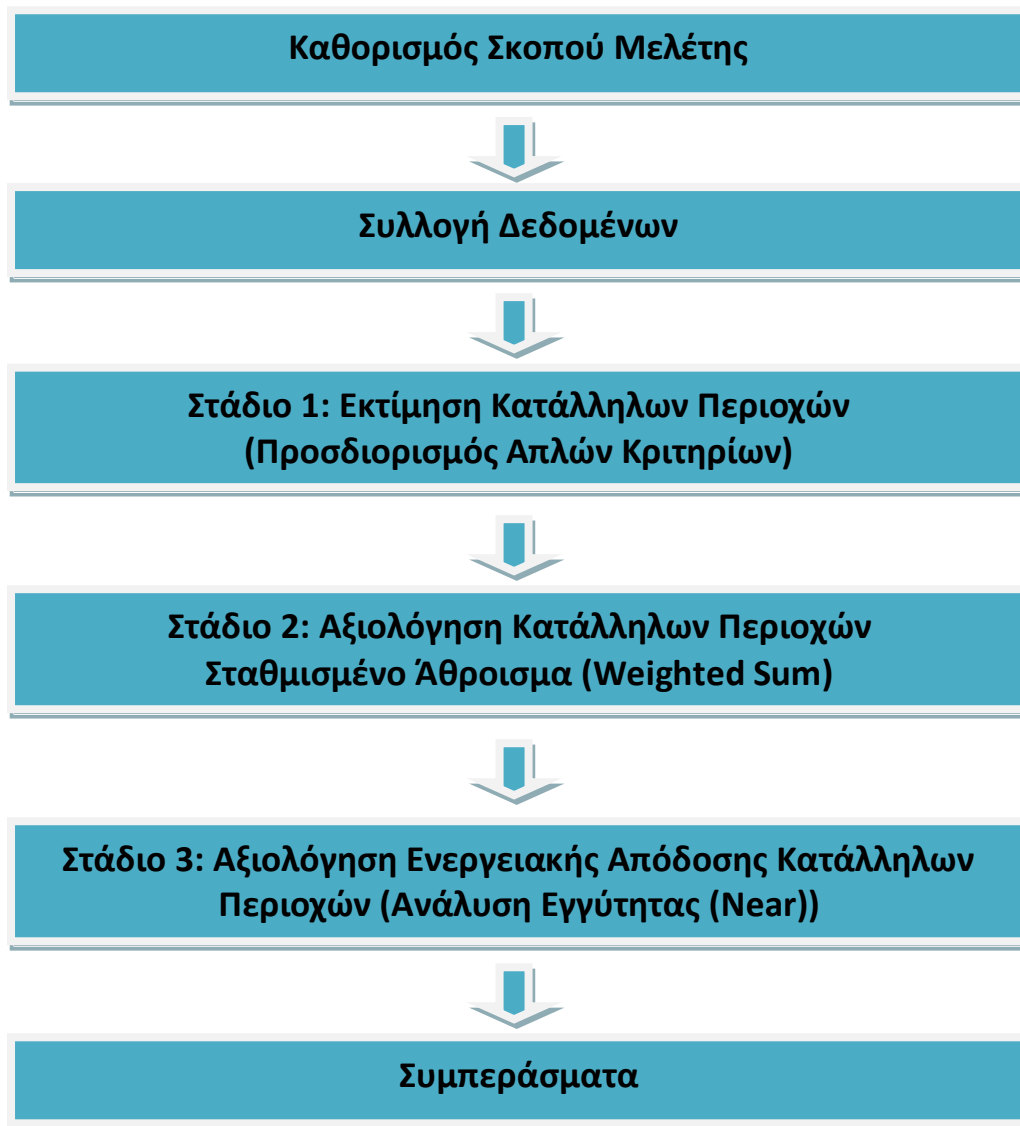 Καθορισμός Σκοπού Μελέτης
Συλλογή Δεδομένων
Στάδιο 1: Εκτίμηση Κατάλληλων Περιοχών
(Προσδιορισμός Απλών Κριτηρίων)
Στάδιο 2: Αξιολόγηση Κατάλληλων Περιοχών
Σταθμισμένο Άθροισμα (Weighted Sum)
Στάδιο 3: Αξιολόγηση Ενεργειακής Απόδοσης Κατάλληλων
Περιοχών (Ανάλυση Εγγύτητας (Near))
Συμπεράσματα